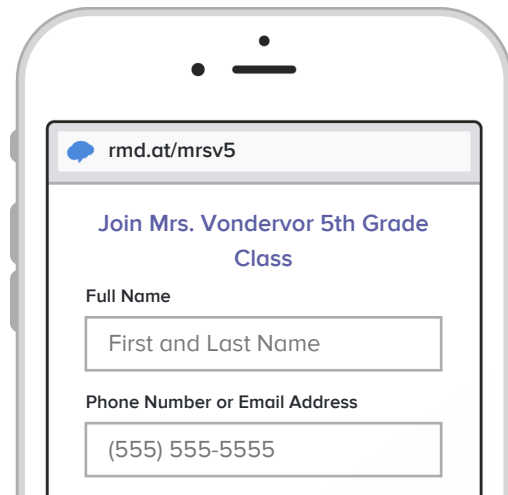 rmd.at/mrsv5
Join Mrs. Vondervor 5th Grade
Class
Full Name
First and Last Name
Phone Number or Email Address
(555) 555-5555